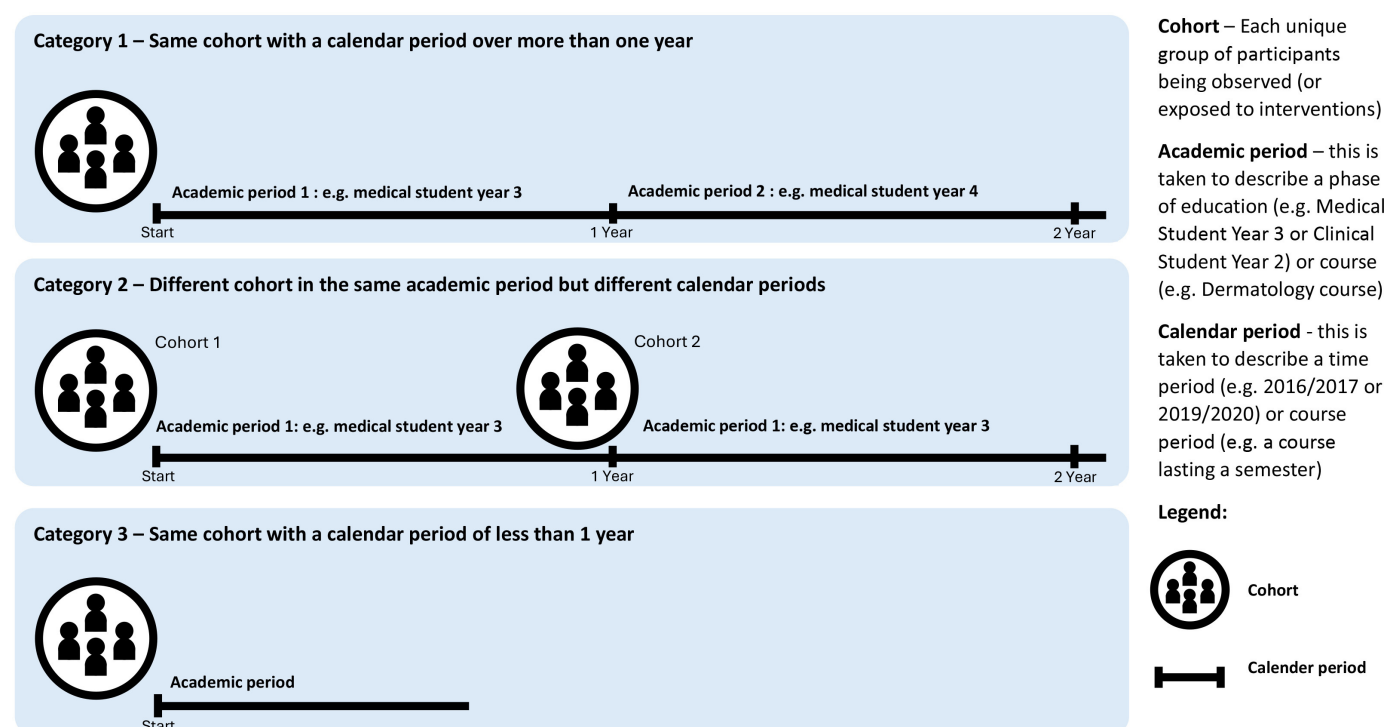 Category 1 – Same cohort with a calendar period over more than one year
Academic period 1 : e.g. medical student year 3
Academic period 2 : e.g. medical student year 4
Start
1 Year
2 Year
Category 2 – Different cohort in the same academic period but different calendar periods
Cohort 1
Cohort 2
Academic period 1: e.g. medical student year 3
Academic period 1: e.g. medical student year 3
Start
1 Year
2 Year
Category 3 – Same cohort with a calendar period of less than 1 year
Academic period
Start
Cohort – Each unique
group of participants
being observed (or
exposed to interventions)
Academic period – this is
taken to describe a phase
of education (e.g. Medical
Student Year 3 or Clinical
Student Year 2) or course
(e.g. Dermatology course)
Calendar period - this is
taken to describe a time
period (e.g. 2016/2017 or
2019/2020) or course
period (e.g. a course
lasting a semester)
Legend:
Cohort
Calender period